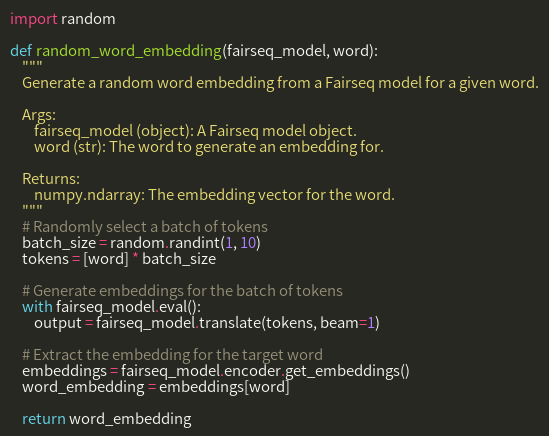 import random
def random_word_embedding(fairseq_model, word):
"""
Generate a random word embedding from a Fairseq model for a given word.
Args:
fairseq_model (object): A Fairseq model object.
word (str): The word to generate an embedding for.
Returns:
numpy.ndarray: The embedding vector for the word.
"""
# Randomly select a batch of tokens
batch_size = random.randint(1, 10)
tokens = [word] * batch_size
# Generate embeddings for the batch of tokens
with fairseq_model.eval():
output = fairseq_model.translate(tokens, beam=1)
# Extract the embedding for the target word
embeddings = fairseq_model.encoder.get_embeddings()
word_embedding = embeddings[word]
return word_embedding